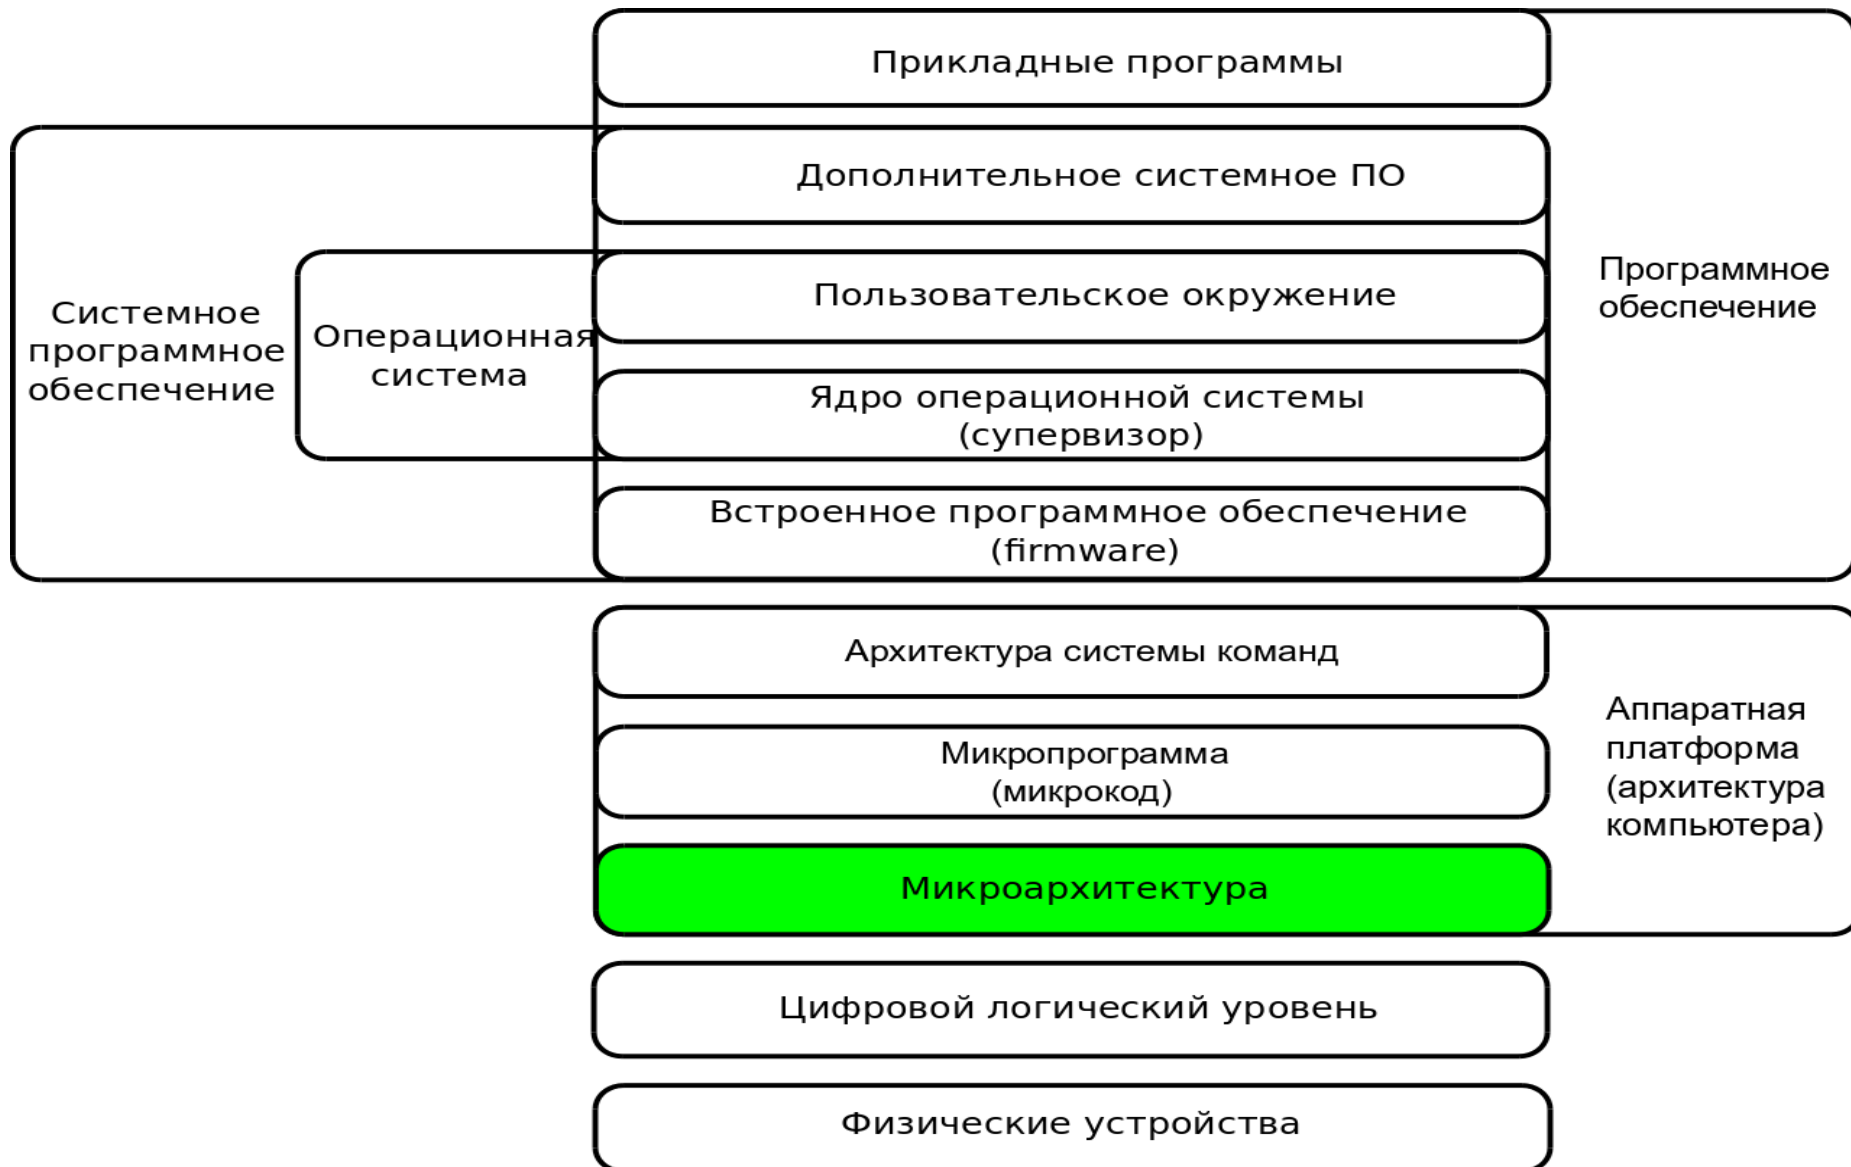 Прикладные программы
Дополнительное системное ПО
Пользовательское окружение
Ядро операционной системы
(супервизор)
Встроенное программное обеспечение
(firmware)
Системное
программное
обеспечение
Операционная
система
Программное
обеспечение
Архитектура системы команд
Микропрограмма
(микрокод)
Микроархитектура
Аппаратная
платформа
(архитектура
компьютера)
Цифровой логический уровень
Физические устройства